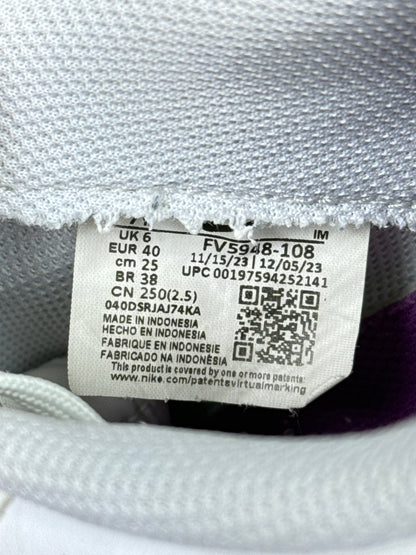 IM
UK 6
EUR 40
cm 25
BR 38
CN 250(2.5)
FV5948-108
11/15/23 | 12/05/23
UPC 00197594252141
040DSRJAJ74KA
MADE IN INDONESIA
HECHO EN INDONESIA
FABRIQUE EN INDONESIE
FABRICADO NA INDONÉSIA
This product is covered by one or more patents:
www.nike.com/patentsvirtualmarking